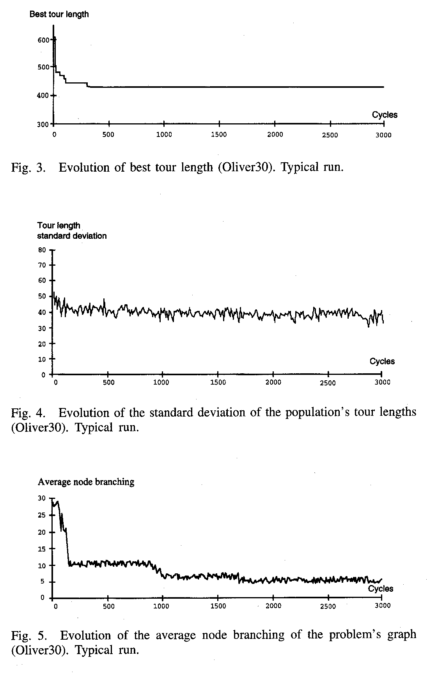 Best tour length
600
500
400
300
Cycles
0 500 1000 1500 2000 2500 3000
Fig. 3. Evolution of best tour length (Oliver30). Typical run.
Tour length
standard deviation
80
70
60
50
40
30
20
10
0
Cycles
0 500 1000 1500 2000 2500 3000
Fig. 4. Evolution of the standard deviation of the population's tour lengths
(Oliver30). Typical run.
Average node branching
30
25
20
15
10
5
0
Cycles
0 500 1000 1500 2000 2500 3000
Fig. 5. Evolution of the average node branching of the problem's graph
(Oliver30). Typical run.